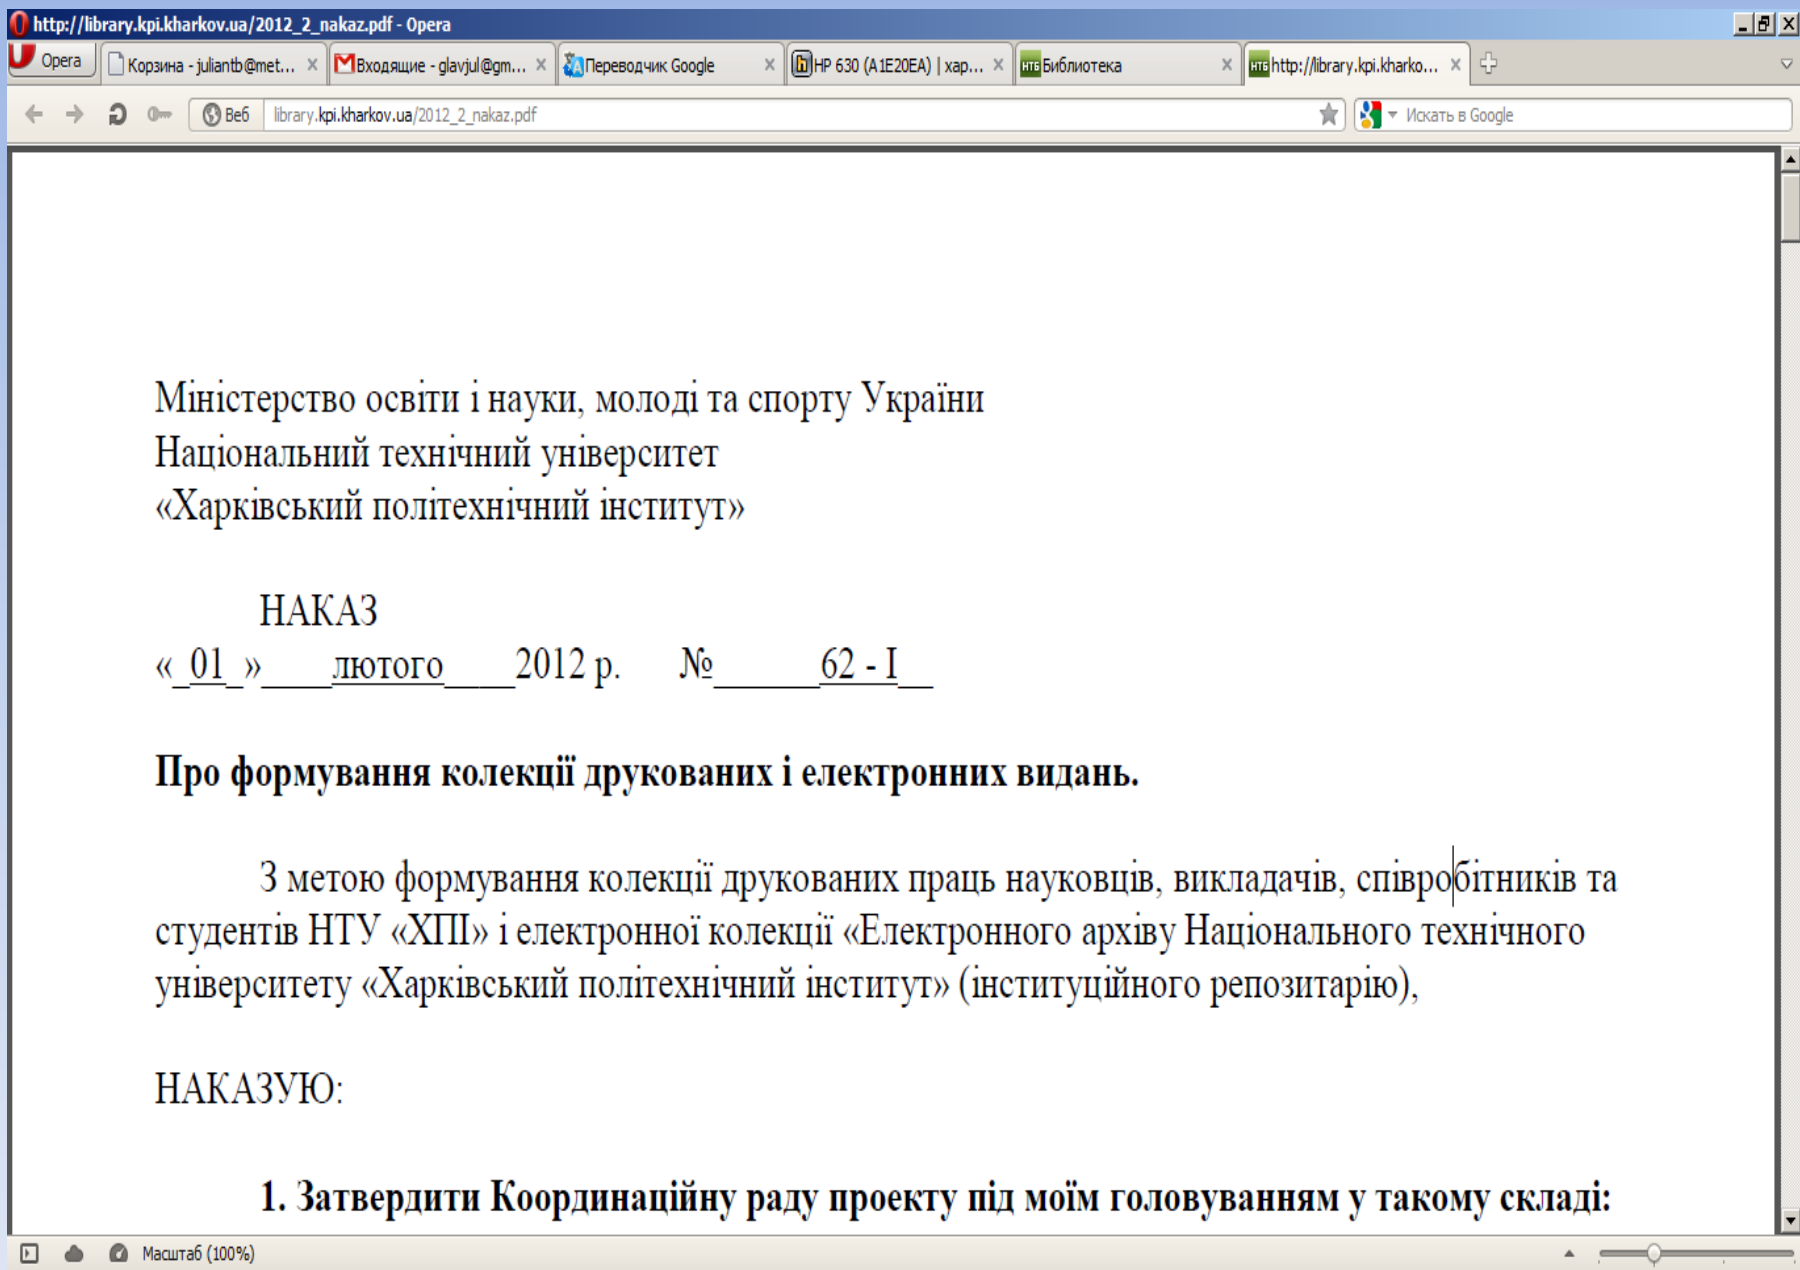 http://library.kpi.kharkov.ua/2012_2_nakaz.pdf - Opera
Opera
Корзина - juliantb@met...
Входящие - glavjul@gm...
Переводчик Google
HP 630 (A1E20EA) | хар...
НТБ Библиотека
НТБ http://library.kpi.kharko...
Веб
library.kpi.kharkov.ua/2012_2_nakaz.pdf
Искать в Google
Міністерство освіти і науки, молоді та спорту України
Національний технічний університет
«Харківський політехнічний інститут»
НАКАЗ
«_01_»____лютого____2012 р. №______62 - І__
Про формування колекції друкованих і електронних видань.
З метою формування колекції друкованих праць науковців, викладачів, співробітників та
студентів НТУ «ХПІ» і електронної колекції «Електронного архіву Національного технічного
університету «Харківський політехнічний інститут» (інституційного репозитарію),
НАКАЗУЮ:
1. Затвердити Координаційну раду проекту під моїм головуванням у такому складі:
Масштаб (100%)